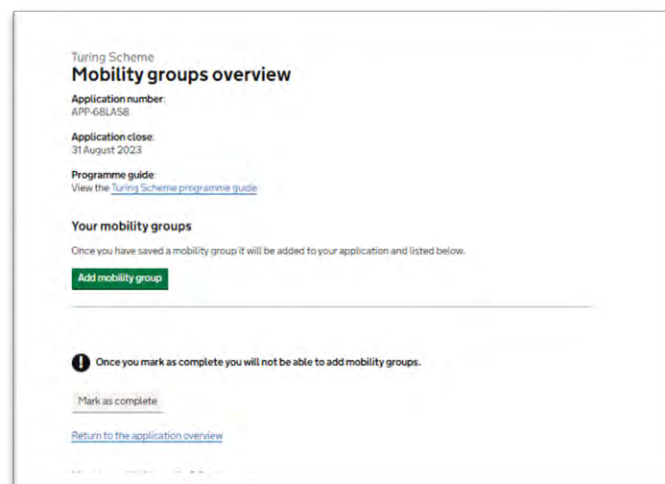 Turing Scheme
Mobility groups overview
Application number:
APP-6BLASB
Application close:
31 August 2023
Programme guide:
View the Turing Scheme programme guide
Your mobility groups
Once you have saved a mobility group it will be added to your application and listed below.
Add mobility group
Once you mark as complete you will not be able to add mobility groups.
Mark as complete
Return to the application overview